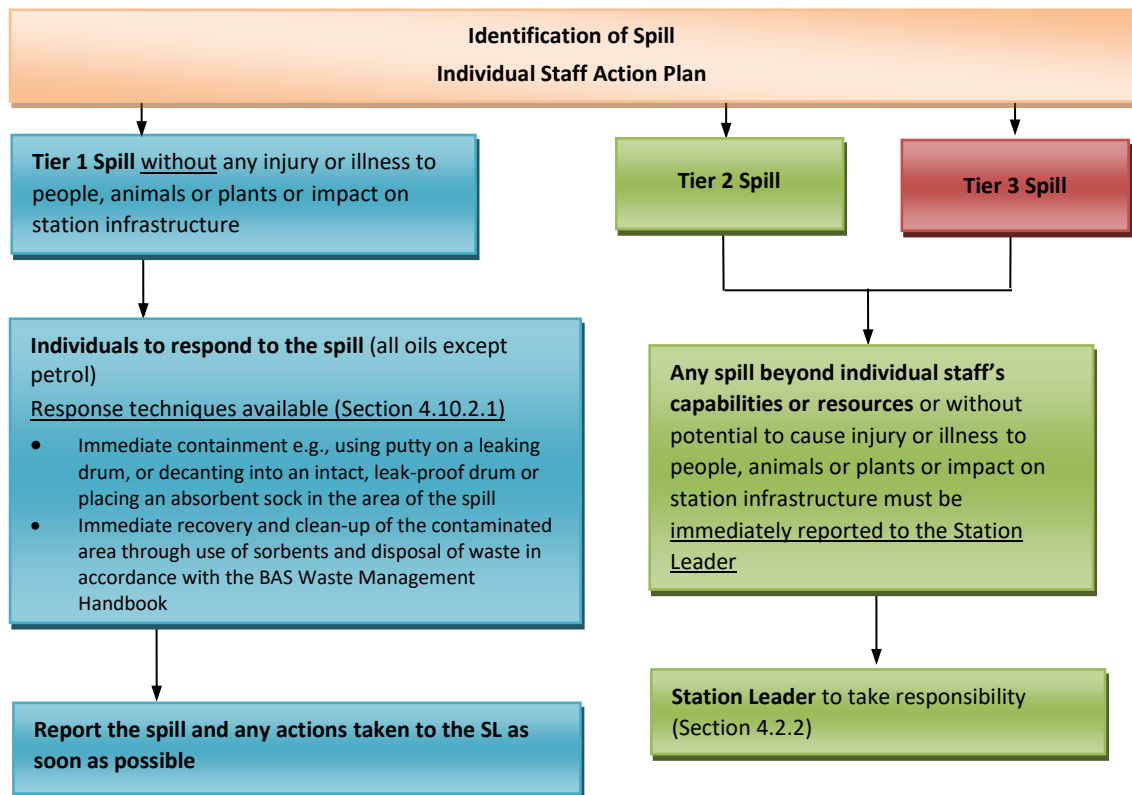 Identification of Spill
Individual Staff Action Plan
Tier 1 Spill without any injury or illness to
people, animals or plants or impact on
station infrastructure
Tier 2 Spill
Tier 3 Spill
Individuals to respond to the spill (all oils except
petrol)
Response techniques available (Section 4.10.2.1)
• Immediate containment e.g., using putty on a leaking
drum, or decanting into an intact, leak-proof drum or
placing an absorbent sock in the area of the spill
• Immediate recovery and clean-up of the contaminated
area through use of sorbents and disposal of waste in
accordance with the BAS Waste Management
Handbook
Any spill beyond individual staff’s
capabilities or resources or without
potential to cause injury or illness to
people, animals or plants or impact on
station infrastructure must be
immediately reported to the Station
Leader
Report the spill and any actions taken to the SL as
soon as possible
Station Leader to take responsibility
(Section 4.2.2)